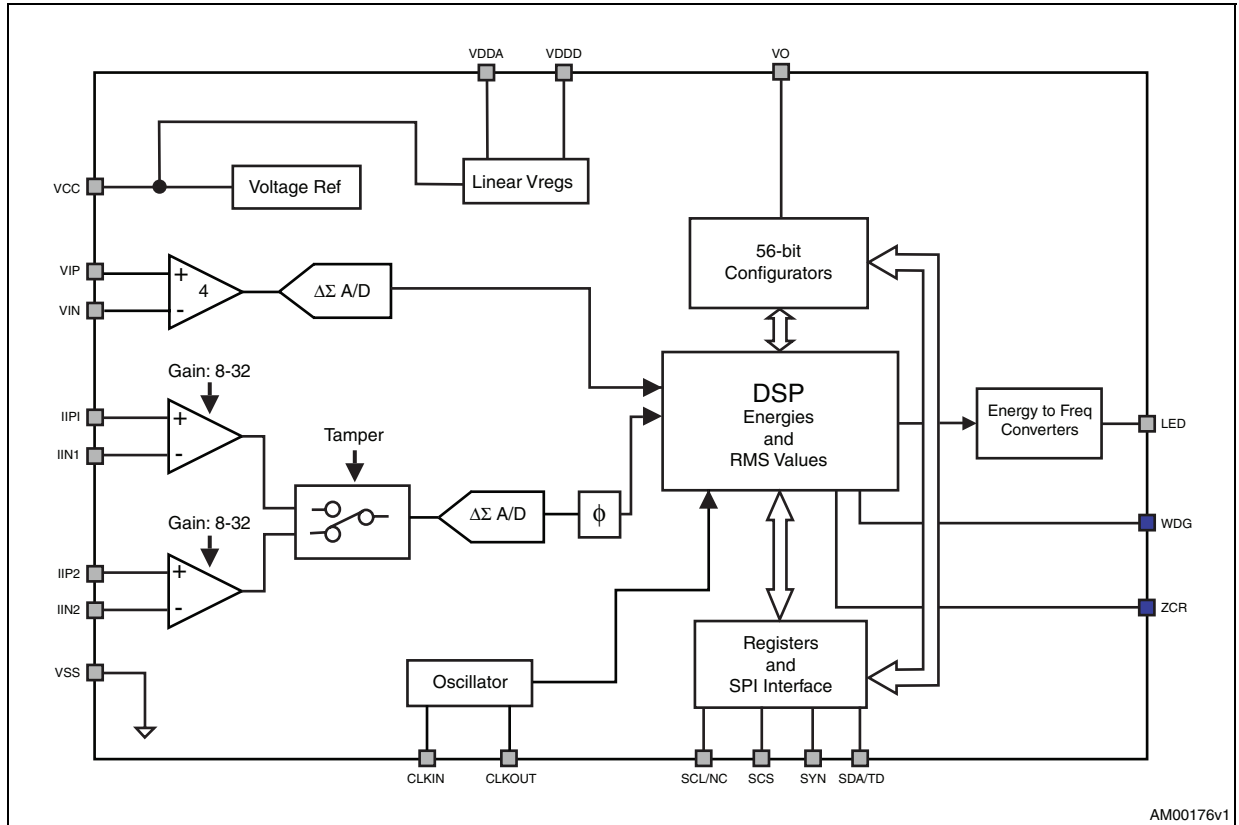 VDDA
VDDD
VO
VCC
Voltage Ref
Linear Vregs
VIP
VIN
+
4
-
ΔΣ A/D
56-bit
Configurators
Gain: 8-32
IIPI
IIN1
+
-
Tamper
DSP
Energies
and
RMS Values
Energy to Freq
Converters
LED
ΔΣ A/D
ϕ
Gain: 8-32
WDG
IIP2
IIN2
+
-
ZCR
VSS
Oscillator
Registers
and
SPI Interface
CLKIN
CLKOUT
SCL/NC
SCS
SYN
SDA/TD
AM00176v1